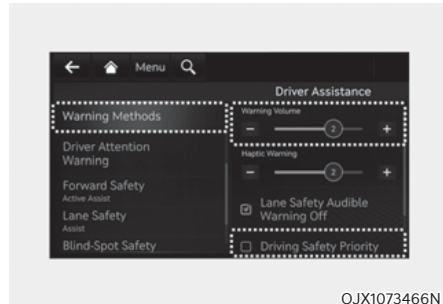 Menu
Driver Assistance
Warning Methods
Driver Attention
Warning
Forward Safety
Active Assist
Lane Safety
Assist
Blind-Spot Safety
Warning Volume
- 2 +
Haptic Warning
- 2 +
Lane Safety Audible
Warning Off
Driving Safety Priority
OJX1073466N